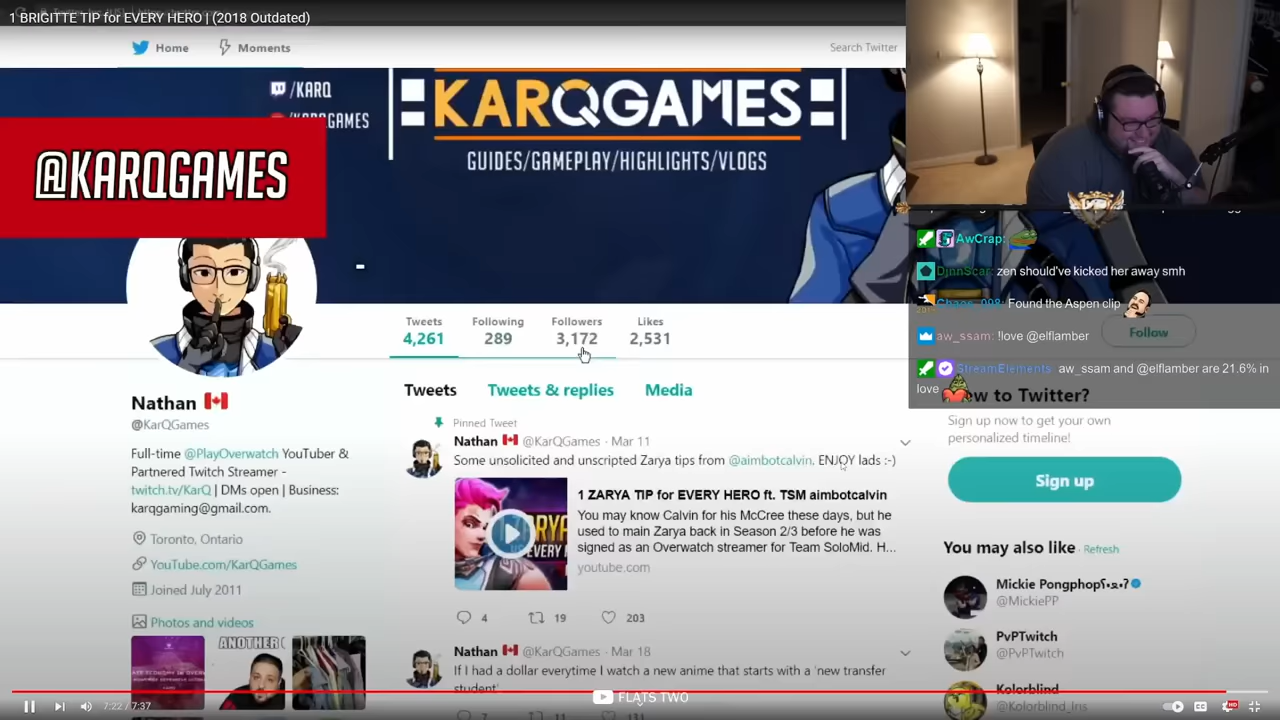 1 BRIGITTE TIP for EVERY HERO | (2018 Outdated)
Home
Moments
Search Twitter
/KARQ
KARQGAMES
GUIDES/GAMEPLAY/HIGHLIGHTS/VLOGS
@KARQGAMES
AwCrap:
DjnnScar: zen should've kicked her away smh
Found the Aspen clip
aw_ssam: !love @elflamber
StreamElements aw_ssam and @elflamber are 21.6% in
love
Follow
Tweets Following Followers Likes
4,261 289 3,172 2,531
Nathan
@KarQGames
Full-time @PlayOverwatch YouTuber &
Partnered Twitch Streamer -
twitch.tv/KarQ | DMs open | Business:
karqgaming@gmail.com.
Toronto, Ontario
YouTube.com/KarQGames
Joined July 2011
Photos and videos
ANOTHER
Tweets Tweets & replies Media
Pinned Tweet
Nathan @KarQGames · Mar 11
Some unsolicited and unscripted Zarya tips from @aimbotcalvin. ENJOY lads :-)
1 ZARYA TIP for EVERY HERO ft. TSM aimbotcalvin
You may know Calvin for his McCree these days, but he
used to main Zarya back in Season 2/3 before he was
signed as an Overwatch streamer for Team SoloMid. H...
youtube.com
4 19 203
Nathan @KarQGames · Mar 18
If I had a dollar everytime I watch a new anime that starts with a 'new transfer
student'
to Twitter?
Sign up now to get your own
personalized timeline!
Sign up
You may also like · Refresh
Mickie Pongphop
@MickiePP
PvPTwitch
@PvPTwitch
Kolorblind
@Kolorblind_Iris
FLATS TWO
7:22 / 7:37
HD